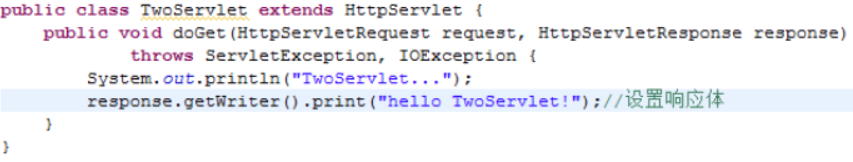 public class TwoServlet extends HttpServlet {
    public void doGet(HttpServletRequest request, HttpServletResponse response)
            throws ServletException, IOException {
        System.out.println("TwoServlet...");
        response.getWriter().print("hello TwoServlet!");//设置响应体
    }
}